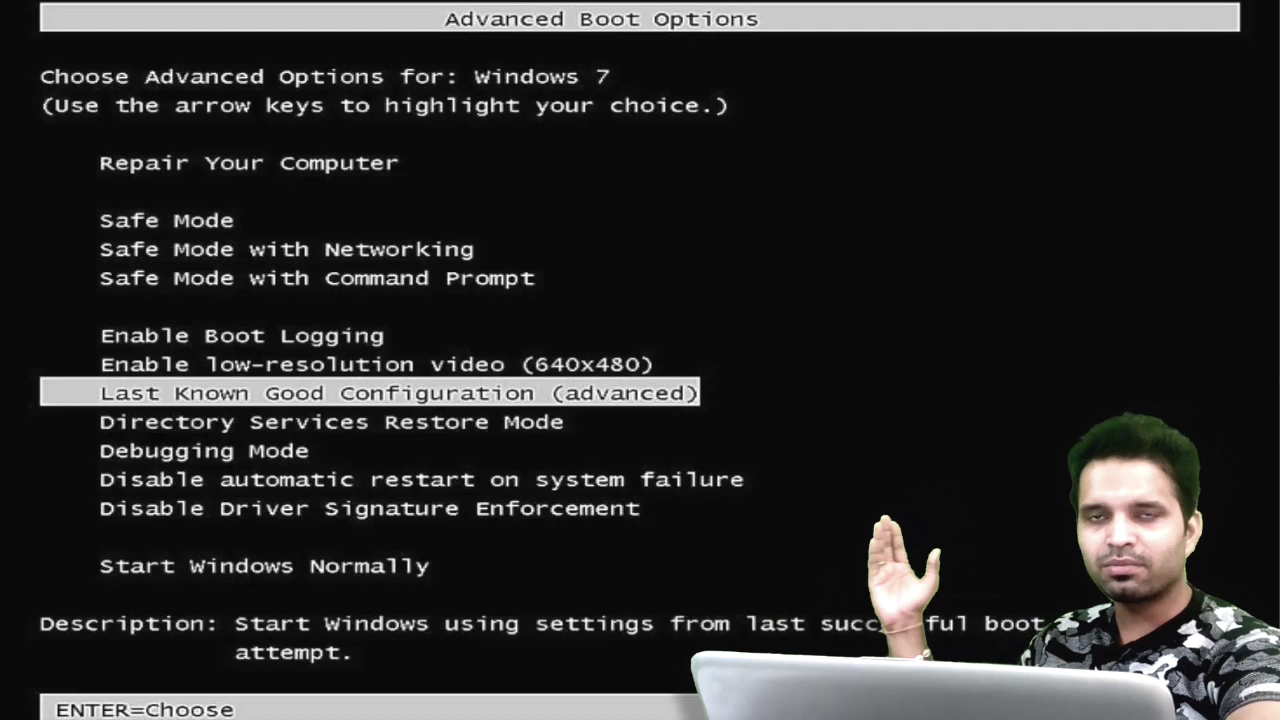 Advanced Boot Options
Choose Advanced Options for: Windows 7
(Use the arrow keys to highlight your choice.)
Repair Your Computer
Safe Mode
Safe Mode with Networking
Safe Mode with Command Prompt
Enable Boot Logging
Enable low-resolution video (640x480)
Last Known Good Configuration (advanced)
Directory Services Restore Mode
Debugging Mode
Disable automatic restart on system failure
Disable Driver Signature Enforcement
Start Windows Normally
Description: Start Windows using settings from last boot
attempt.
ENTER=Choose